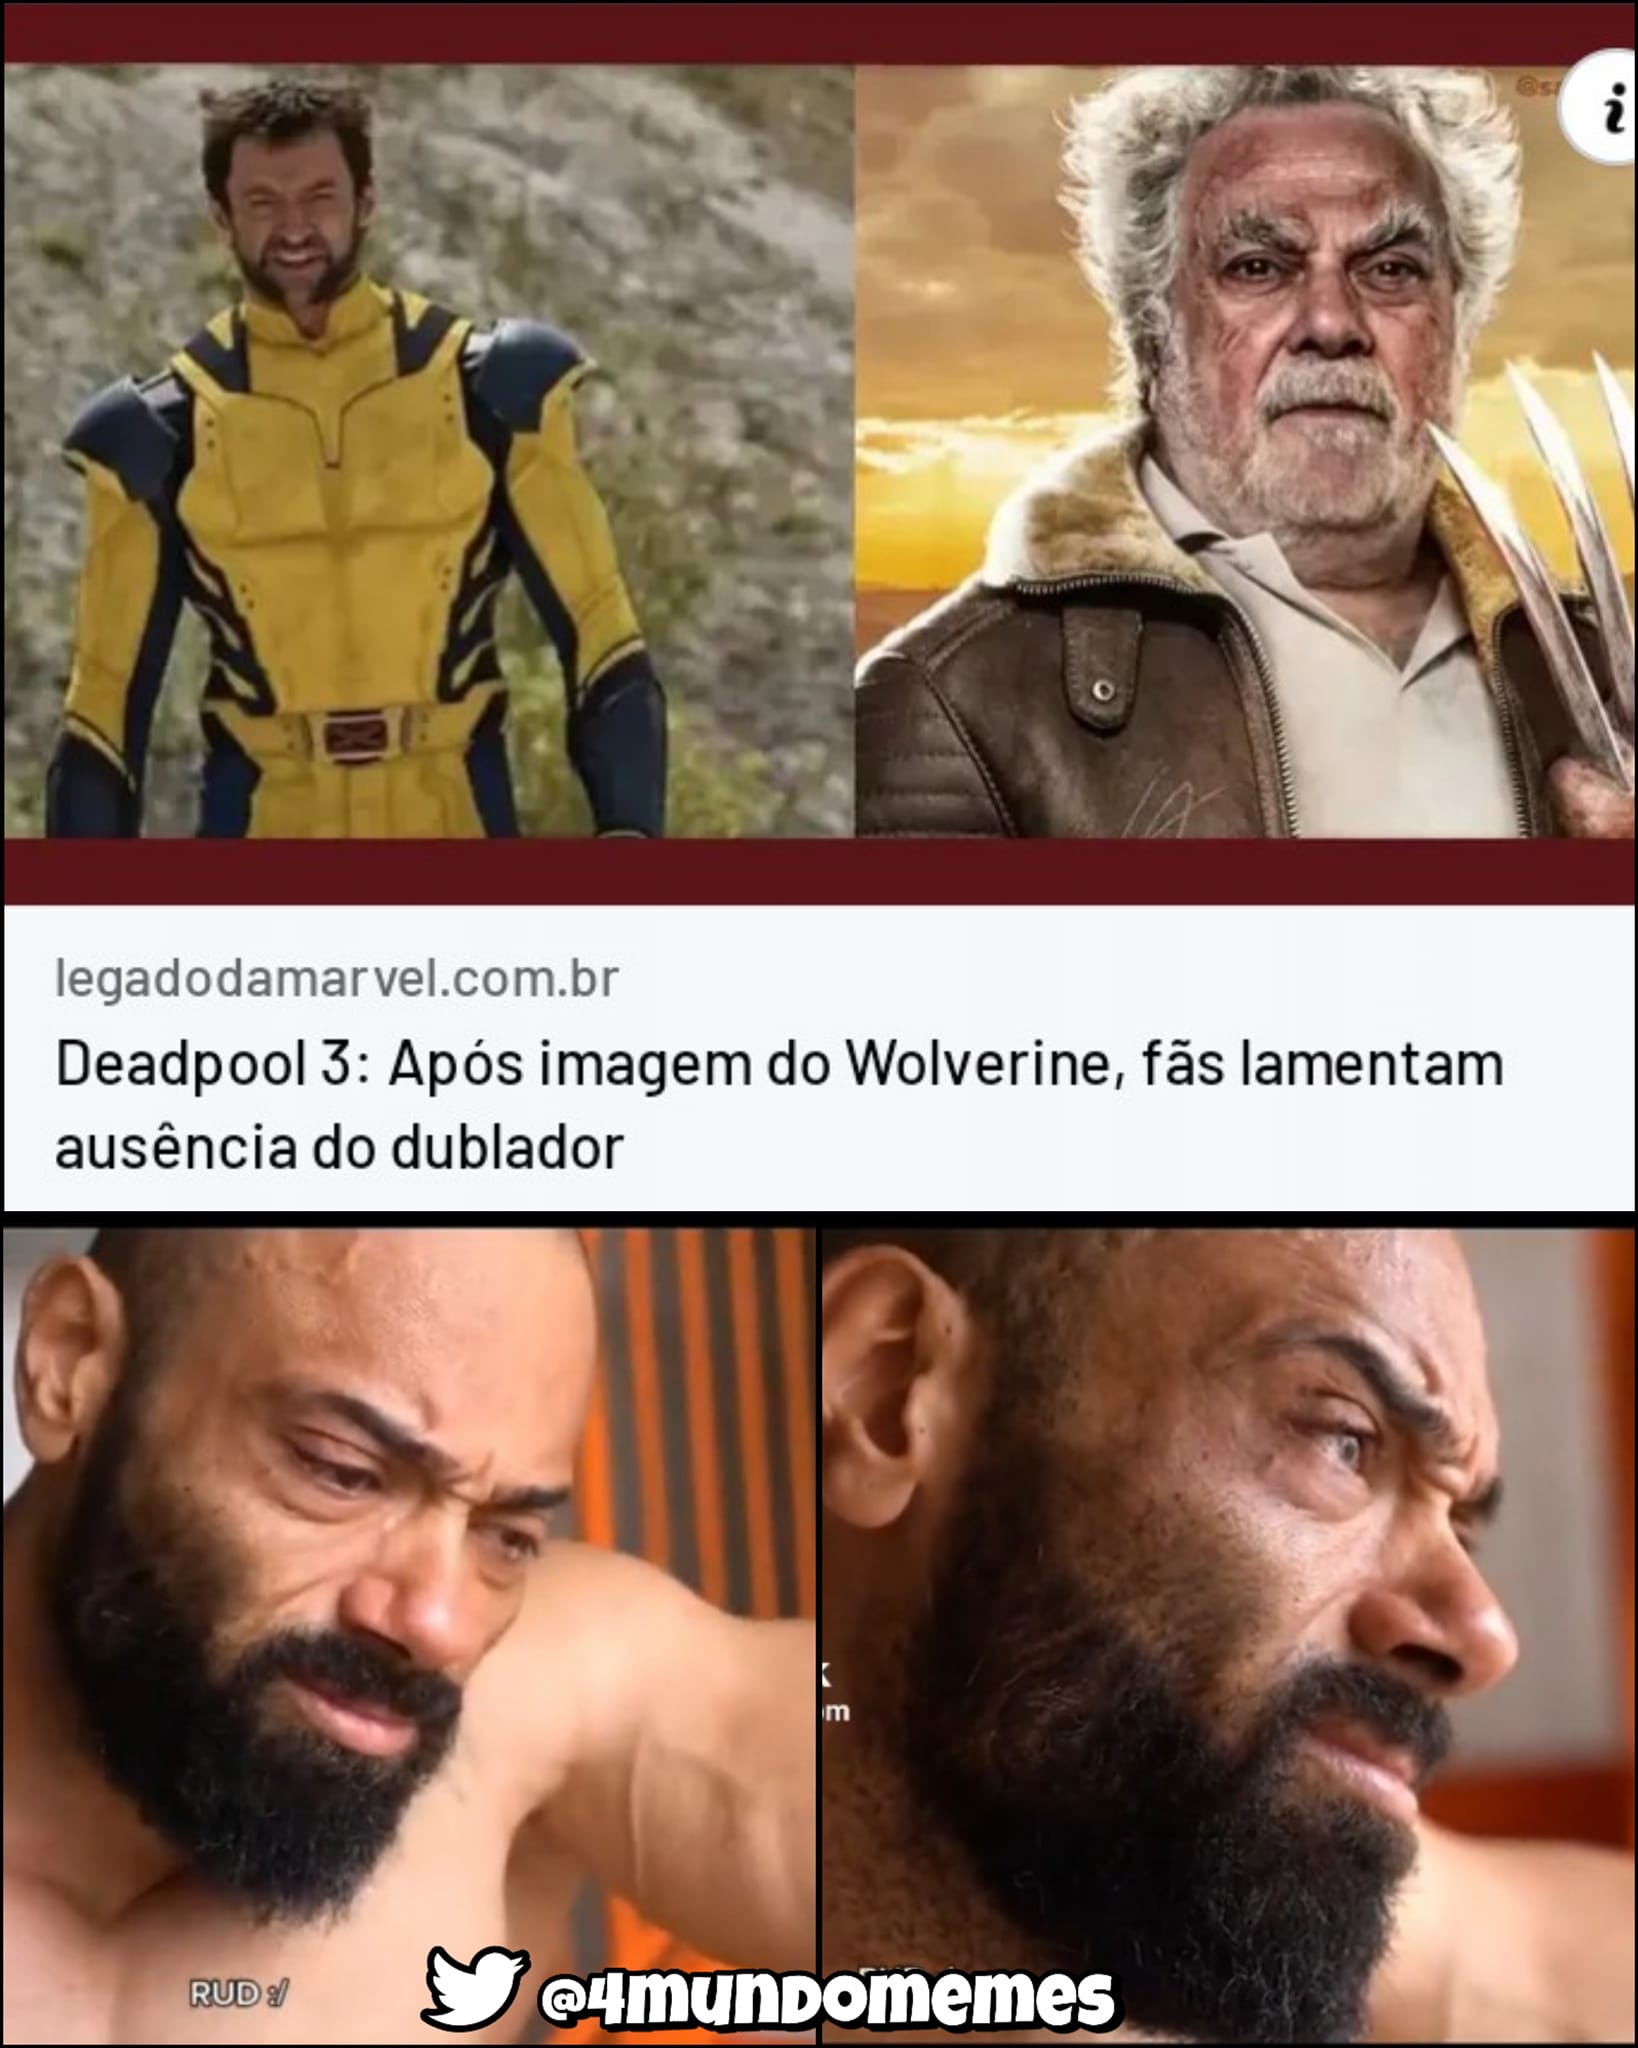 legadodamarvel.com.br
Deadpool 3: Após imagem do Wolverine, fãs lamentam
ausência do dublador
RUD :/
@4mundomemes